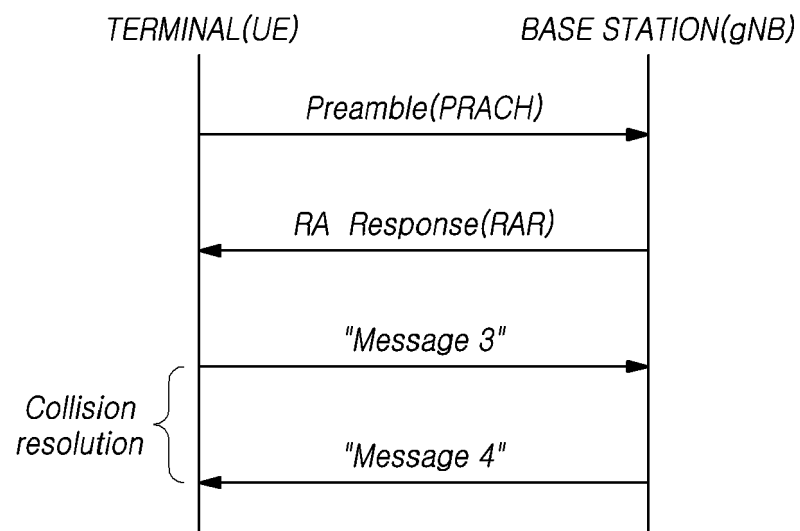 TERMINAL(UE)
BASE STATION(gNB)
Preamble(PRACH)
RA Response(RAR)
"Message 3"
Collision
resolution
"Message 4"